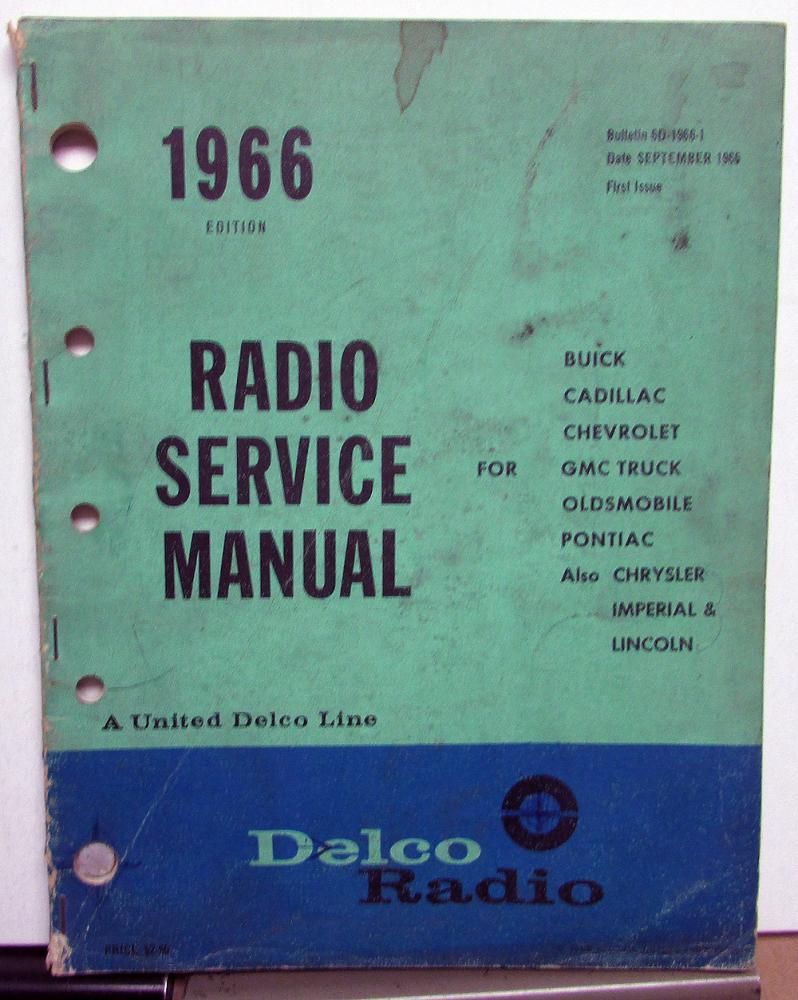 1966
EDITION
Bulletin 6D-1966-1
Date SEPTEMBER 1966
First Issue
RADIO
SERVICE
MANUAL
FOR
BUICK
CADILLAC
CHEVROLET
GMC TRUCK
OLDSMOBILE
PONTIAC
Also CHRYSLER
IMPERIAL &
LINCOLN
A United Delco Line
Delco
Radio
PRICE